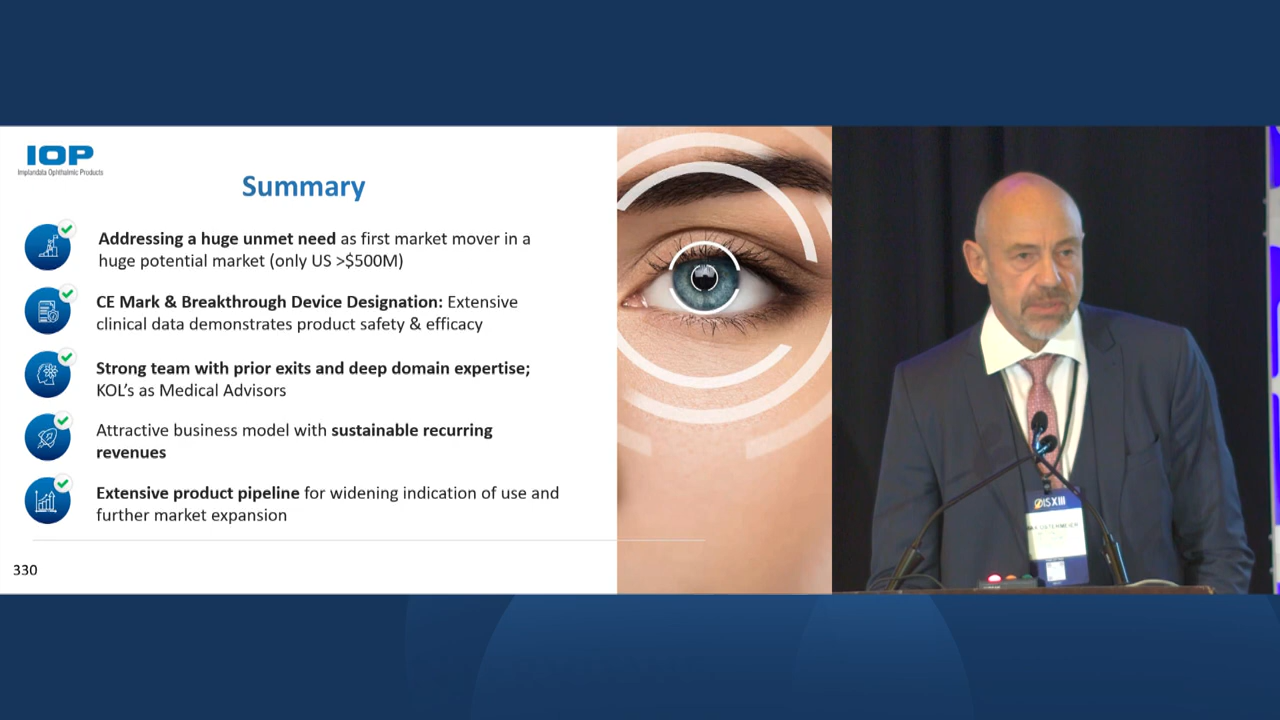 IOP
Implandata Ophthalmic Products
Summary
Addressing a huge unmet need as first market mover in a
huge potential market (only US >$500M)
CE Mark & Breakthrough Device Designation: Extensive
clinical data demonstrates product safety & efficacy
Strong team with prior exits and deep domain expertise;
KOL's as Medical Advisors
Attractive business model with sustainable recurring
revenues
Extensive product pipeline for widening indication of use and
further market expansion
330
OIS XIII